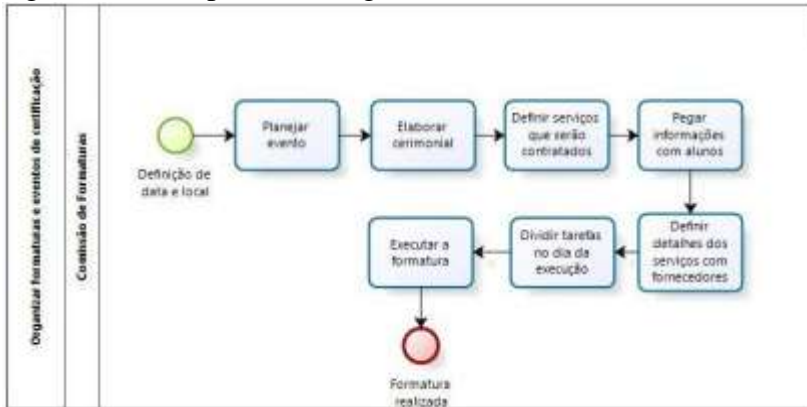 Organizar formaturas e eventos de certificação
Comissão de Formaturas
Definição de
data e local
Planejar
evento
Elaborar
cerimonial
Definir serviços
que serão
contratados
Pegar
informações
com alunos
Definir
detalhes dos
serviços com
fornecedores
Dividir tarefas
no dia da
execução
Executar a
formatura
Formatura
realizada